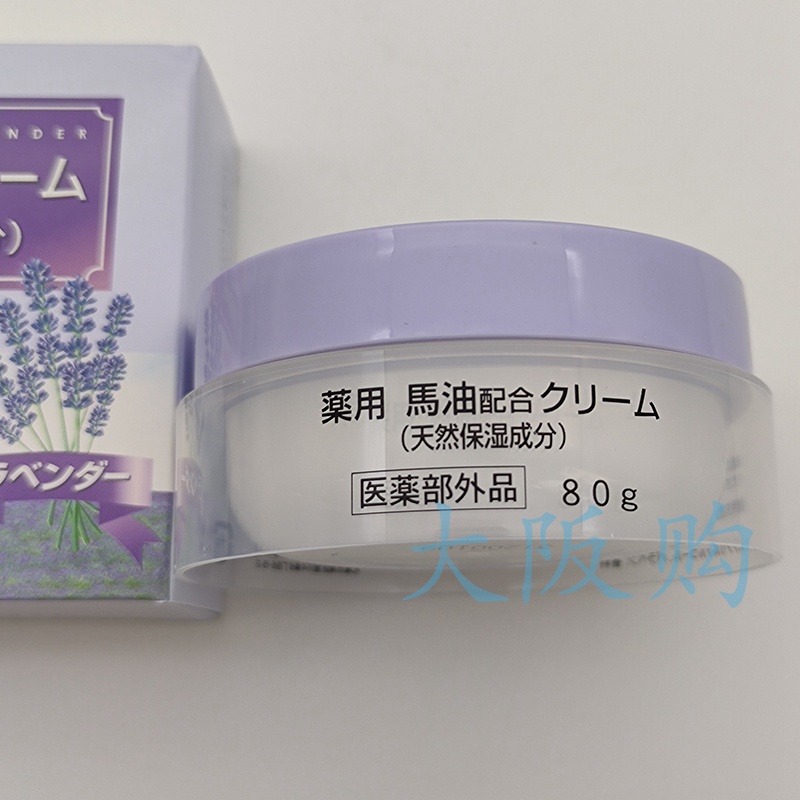 NDER
ーム
ラベンダー
薬用 馬油配合クリーム
(天然保湿成分)
医薬部外品 80g
大阪购